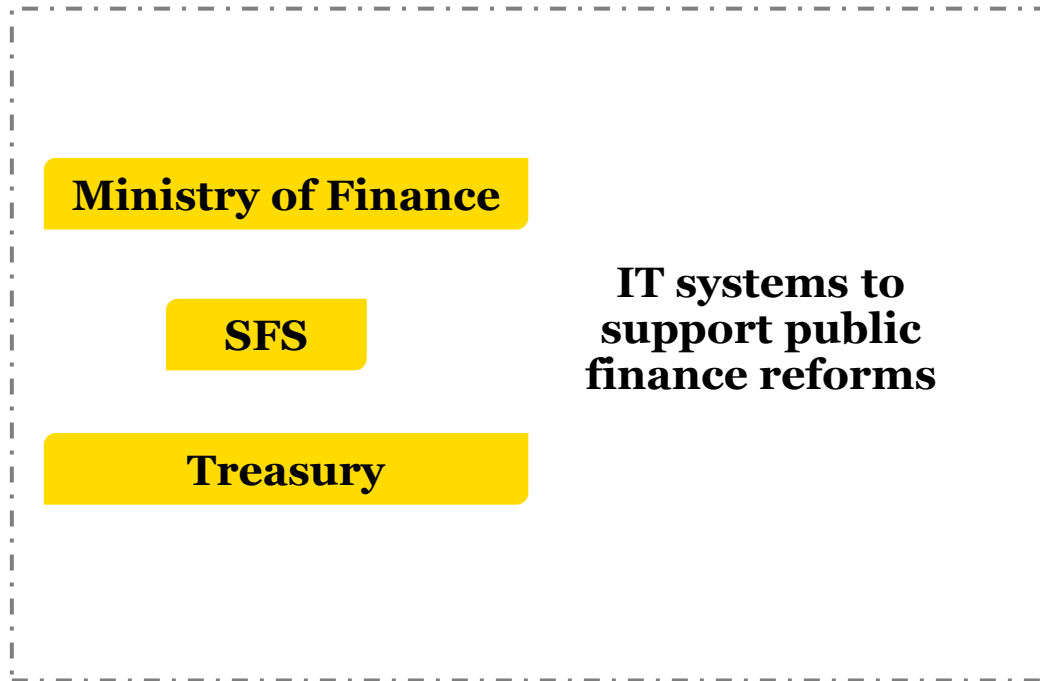 Ministry of Finance
SFS
Treasury
IT systems to
support public
finance reforms